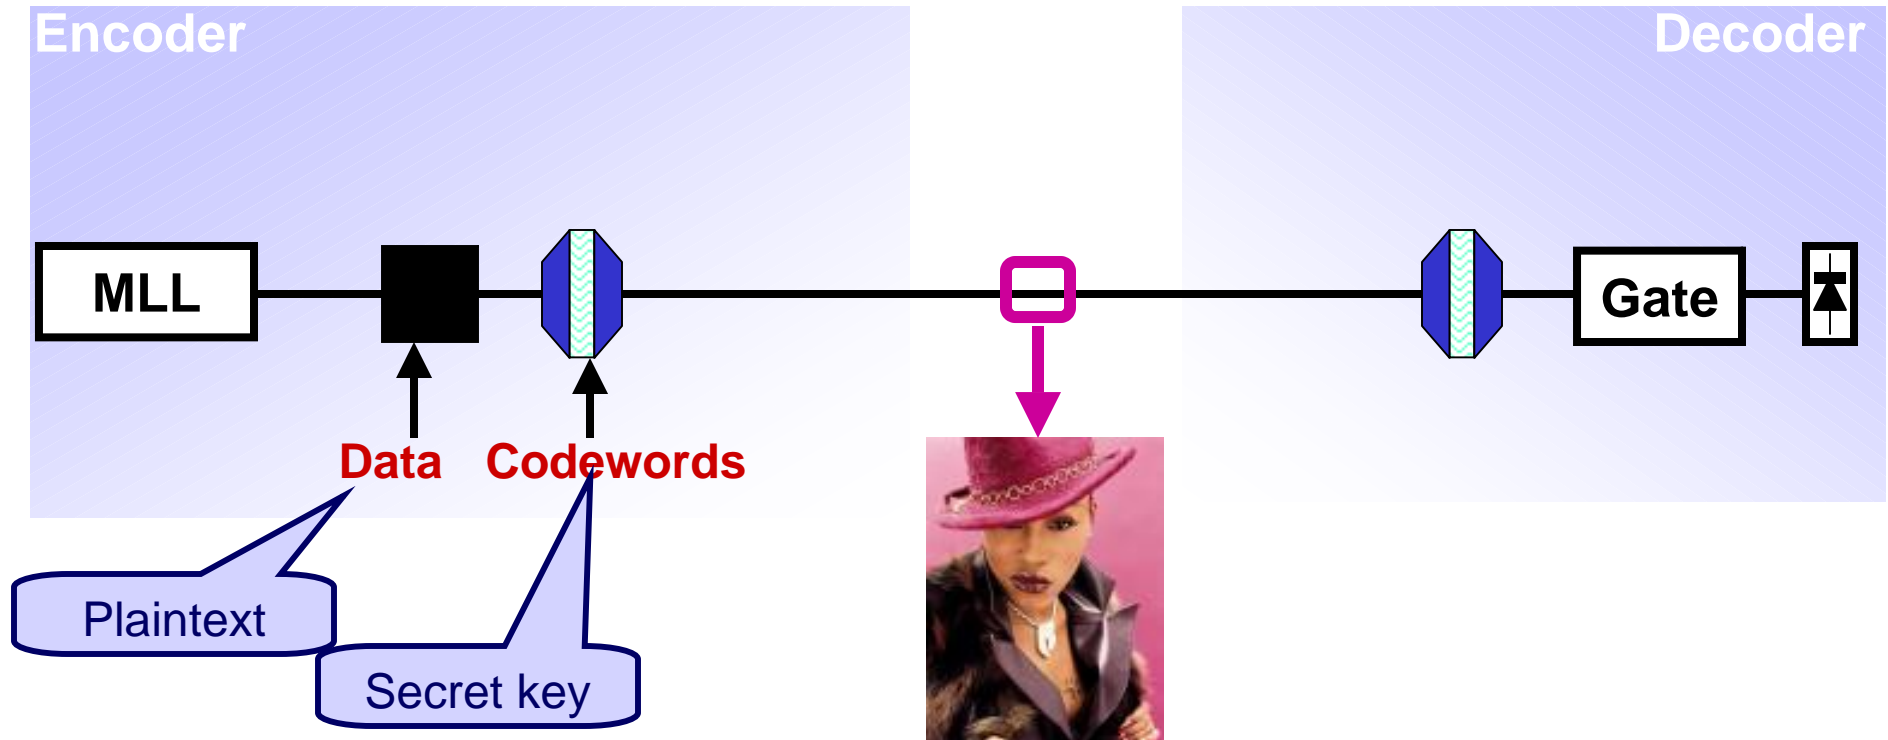 Encoder
Decoder
MLL
Gate
Data
Codewords
Plaintext
Secret key